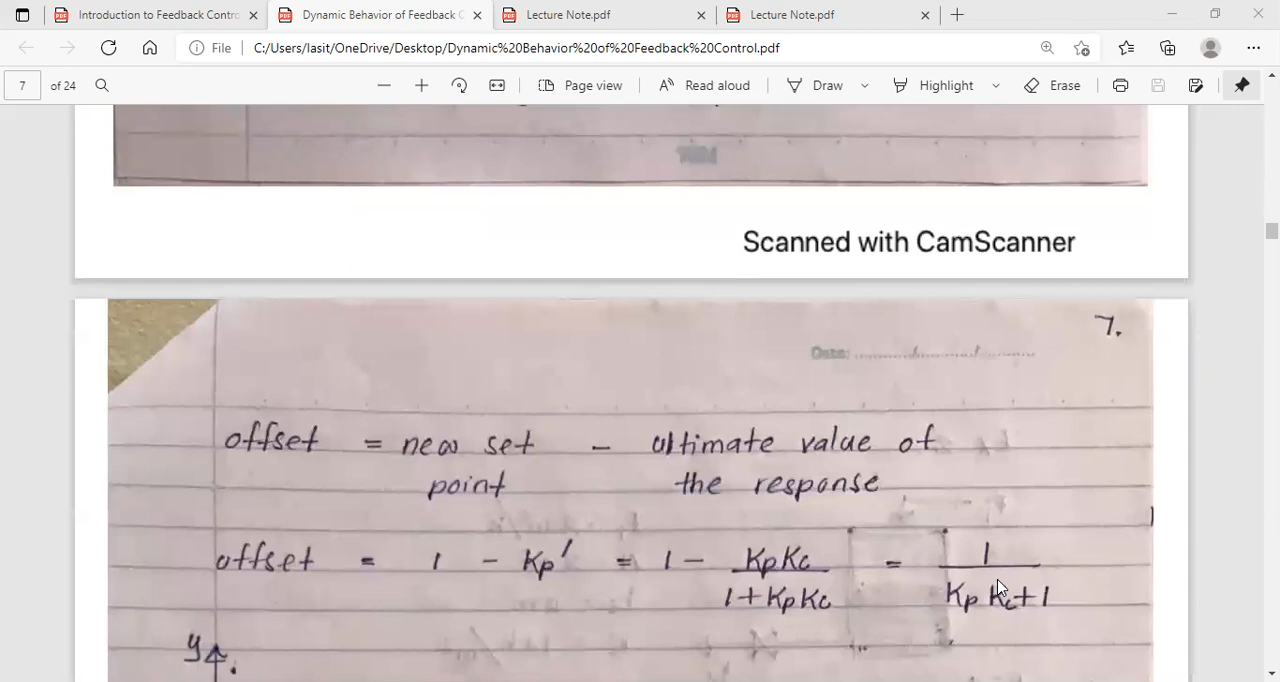 Introduction to Feedback Contro
Dynamic Behavior of Feedback C
Lecture Note.pdf
Lecture Note.pdf
File
C:/Users/lasit/OneDrive/Desktop/Dynamic%20Behavior%20of%20Feedback%20Control.pdf
7 of 24
Page view
Read aloud
Draw
Highlight
Erase
Scanned with CamScanner
7.
Date: ......../......../........
offset = new set - ultimate value of
point the response
offset = 1 - Kp' = 1 - KpKc / 1+KpKc = 1 / KpKc+1
y